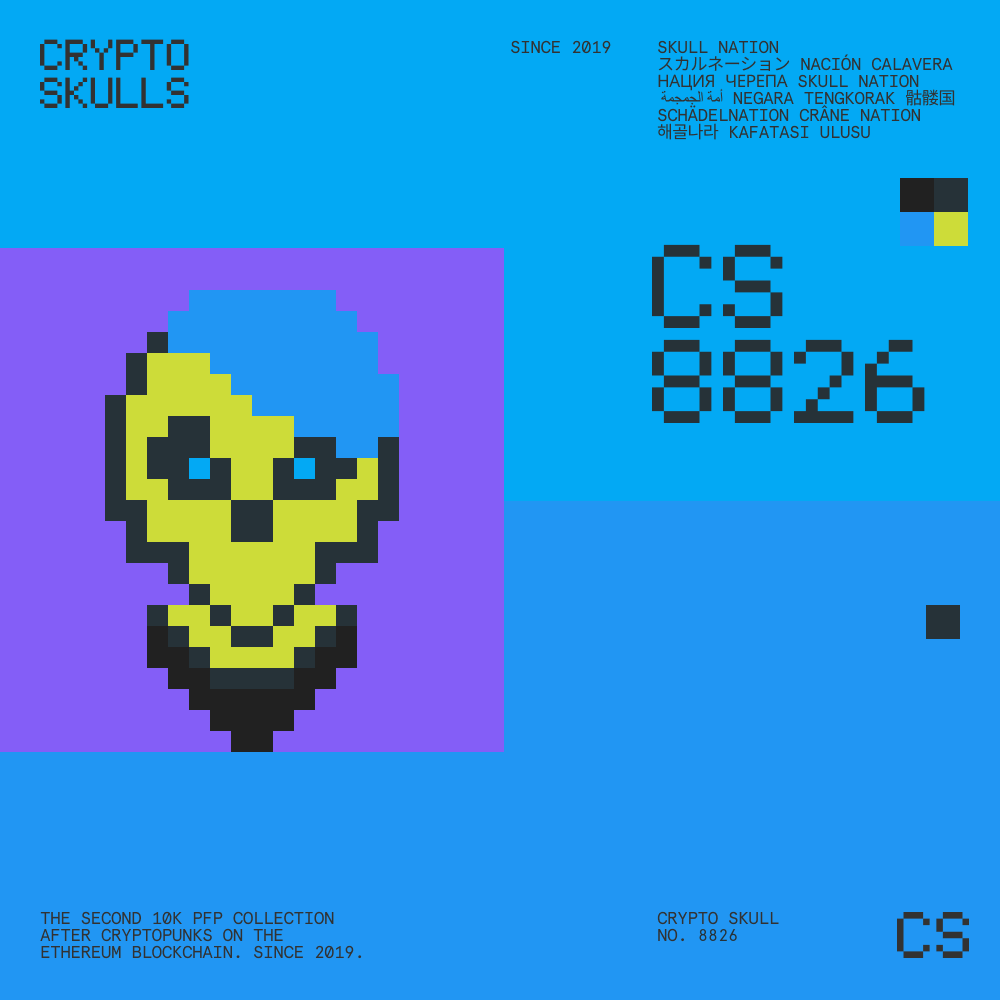 CRYPTO
SKULLS
SINCE 2019
SKULL NATION
スカルネーション NACIÓN CALAVERA
НАЦИЯ ЧЕРЕПА SKULL NATION
أمة الجمجمة NEGARA TENGKORAK 骷髅国
SCHÄDELNATION CRÂNE NATION
해골나라 KAFATASI ULUSU
CS
8826
THE SECOND 10K PFP COLLECTION
AFTER CRYPTOPUNKS ON THE
ETHEREUM BLOCKCHAIN. SINCE 2019.
CRYPTO SKULL
NO. 8826
CS